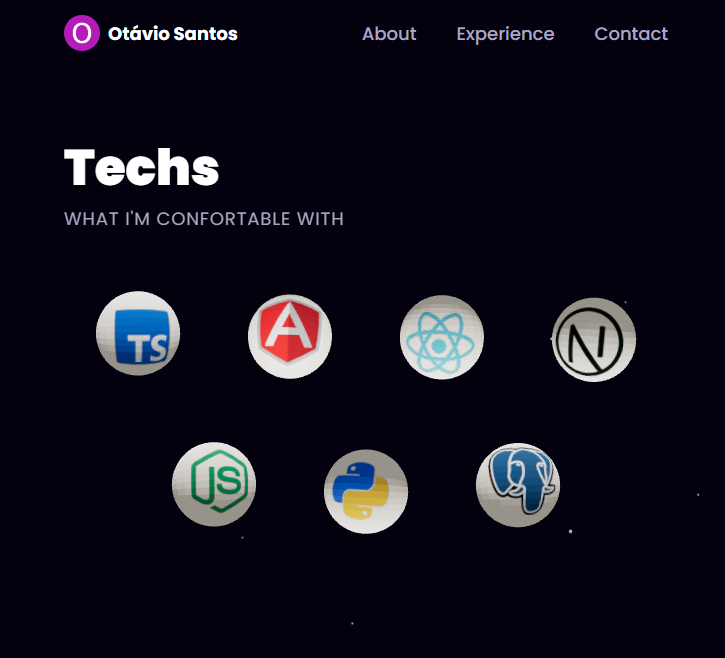 O Otávio Santos About Experience Contact
Techs
WHAT I'M CONFORTABLE WITH
TS A N
JS